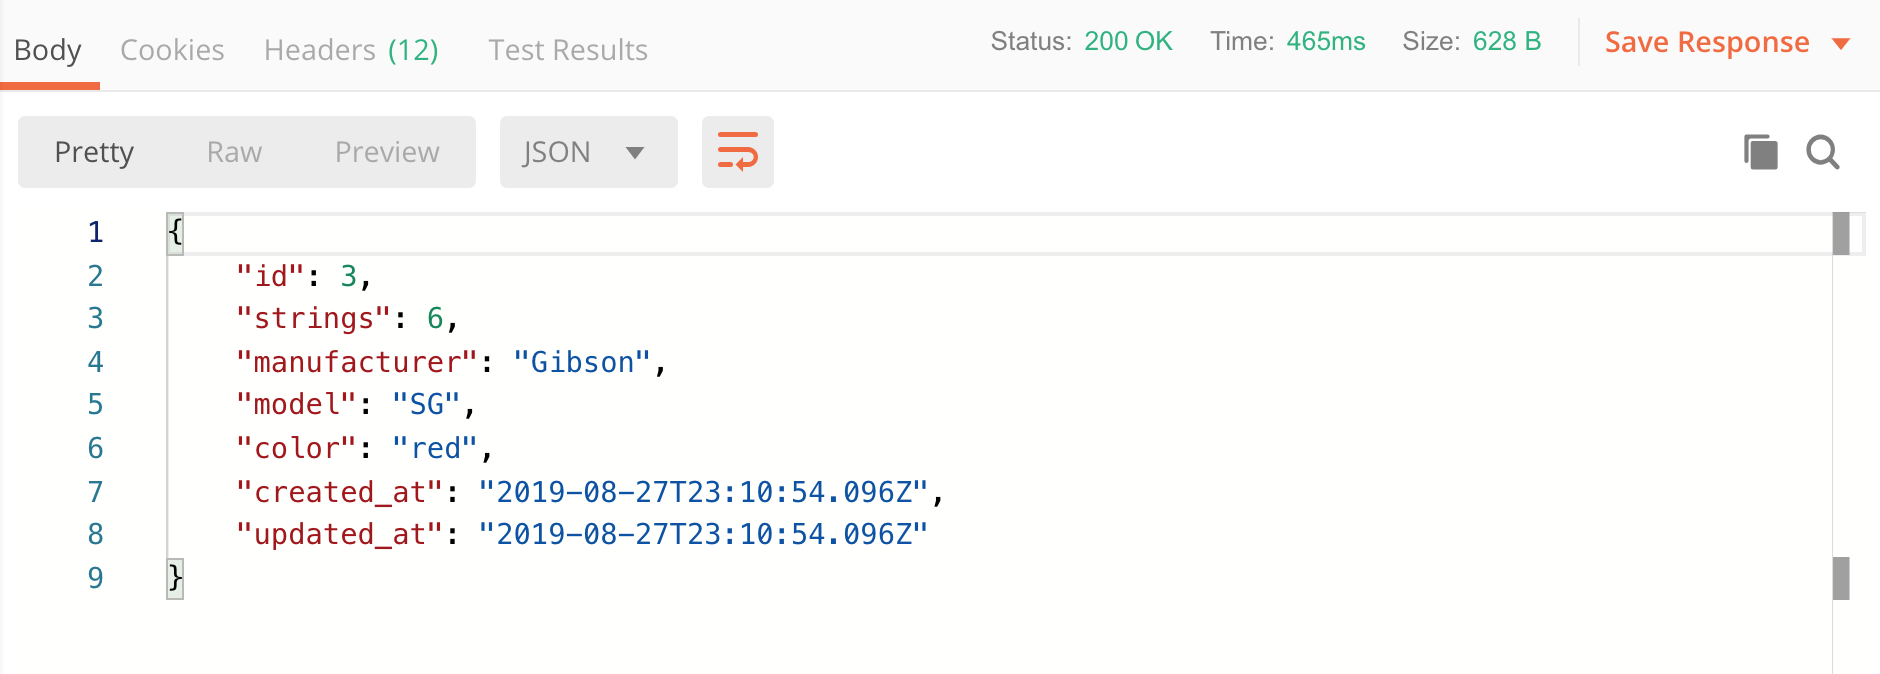 Body Cookies Headers (12) Test Results Status: 200 OK Time: 465ms Size: 628 B Save Response
Pretty Raw Preview JSON
1 {
2 "id": 3,
3 "strings": 6,
4 "manufacturer": "Gibson",
5 "model": "SG",
6 "color": "red",
7 "created_at": "2019-08-27T23:10:54.096Z",
8 "updated_at": "2019-08-27T23:10:54.096Z"
9 }